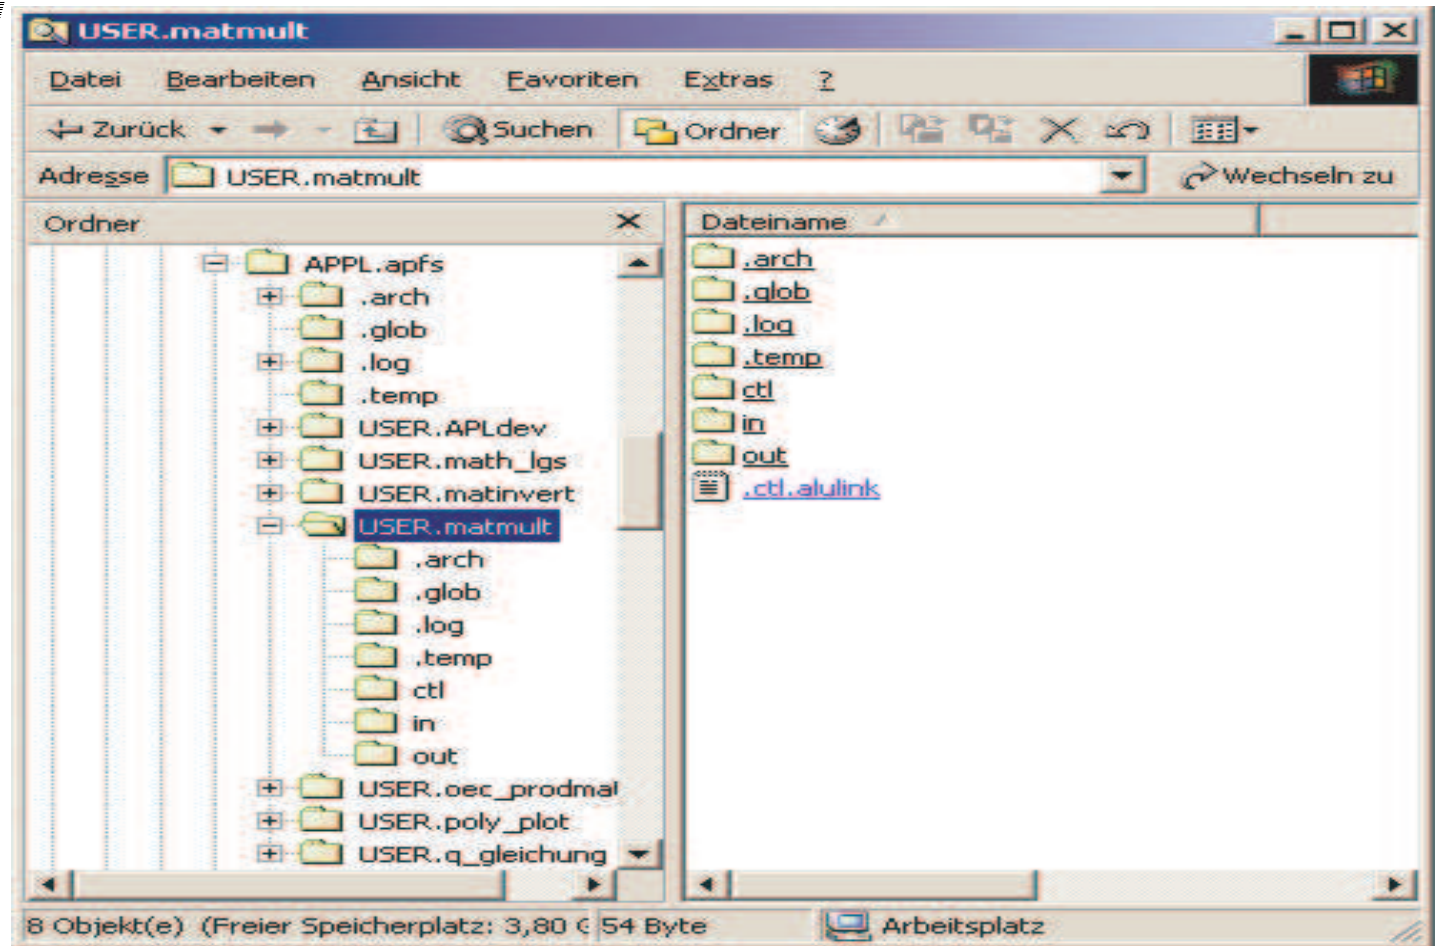 USER.matmult
Datei Bearbeiten Ansicht Favoriten Extras ?
Zurück Suchen Ordner
Adresse USER.matmult Wechseln zu
Ordner
APPL.apfs
.arch
.glob
.log
.temp
USER.APLdev
USER.math_lgs
USER.matinvert
USER.matmult
.arch
.glob
.log
.temp
ctl
in
out
USER.oec_prodmal
USER.poly_plot
USER.q_gleichung
Dateiname
.arch
.glob
.log
.temp
ctl
in
out
.ctl.alulink
8 Objekt(e) (Freier Speicherplatz: 3,80 G 54 Byte Arbeitsplatz